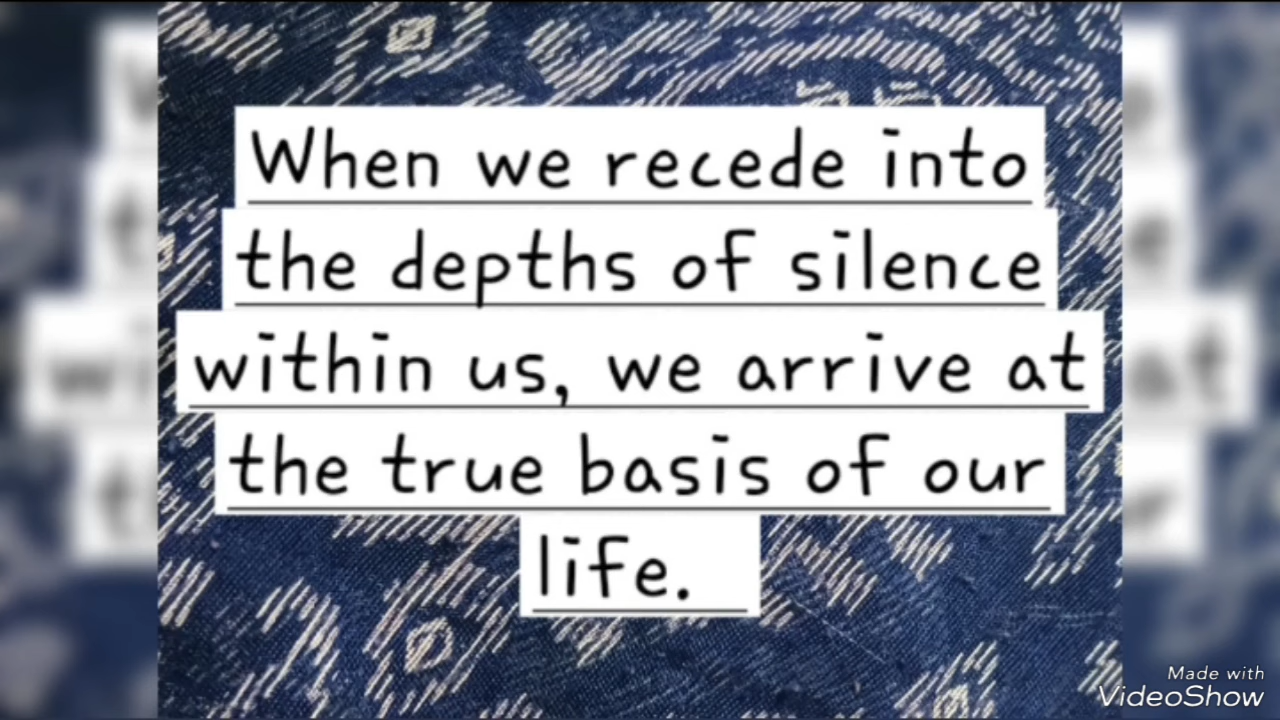 When we recede into
the depths of silence
within us, we arrive at
the true basis of our
life.
Made with
VideoShow